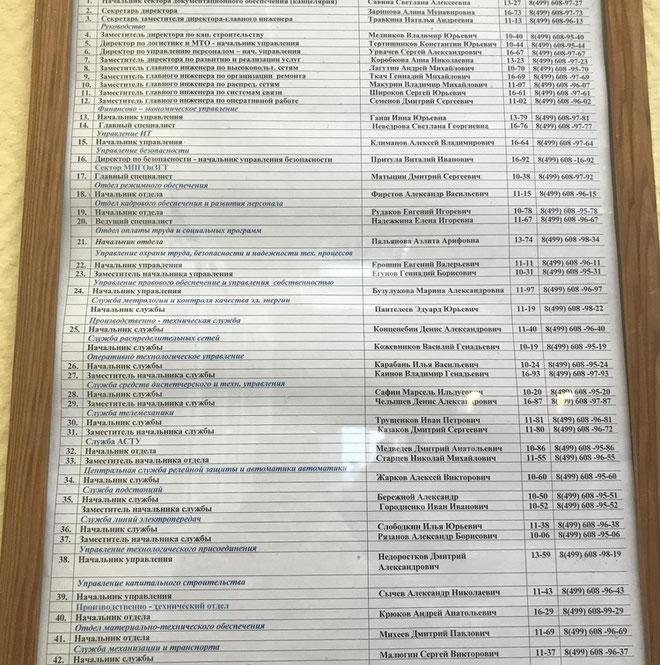 1. Начальник сектора документационного обеспечения (канцелярия) Савина Светлана Алексеевна 13-27 8(499) 608-97-27
2. Секретарь директора Заринова Алина Мунавировна 16-73 8(499) 608-97-73
3. Секретарь заместителя директора-главного инженера Травкина Наталья Андреевна 11-13 8(499) 608-96-13
Руководство
4. Заместитель директора по кап. строительству Медников Владимир Юрьевич 10-40 8(499) 608-95-40
5. Директор по логистике и МТО - начальник управления Тертишников Константин Юрьевич 10-44 8(499) 608-95-44
6. Директор по управлению персоналом - нач. управления Урвачев Сергей Александрович 16-67 8(499) 608-97-67
7. Заместитель директора по развитию и реализации услуг Коробкова Анна Николаевна 13-23 8(499) 608-97-23
8. Заместитель главного инженера по высоковольт. сетям Лагутин Андрей Михайлович 10-70 8(499) 608-95-70
9. Заместитель главного инженера по организации ремонта Ткач Геннадий Михайлович 16-69 8(499) 608-97-69
10. Заместитель главного инженера по распред. сетям Макурин Владимир Михайлович 11-07 8(499) 608-96-07
11. Заместитель главного инженера по системам связи Широков Сергей Юрьевич 16-61 8(499) 608-97-61
12. Заместитель главного инженера по оперативной работе Семенов Дмитрий Сергеевич 11-02 8(499) 608-96-02
Финансово – экономическое управление
13. Начальник управления Ганш Инна Юрьевна 13-79 8(499) 608-97-81
14. Главный специалист Неведрова Светлана Георгиевна 16-76 8(499) 608-97-77
Управление ИТ
15. Начальник управления Климанов Алексей Владимирович 16-64 8(499) 608 -97-64
Управление безопасности
16. Директор по безопасности - начальник управления безопасности Притула Виталий Иванович 16-92 8(499) 608 -16-92
Сектор МПГОиЗГТ
17. Главный специалист Матыцин Дмитрий Сергеевич 10-38 8(499) 608-97-92
Отдел режимного обеспечения
18. Начальник отдела Фирстов Александр Васильевич 11-15 8(499) 608 -96-15
Отдел кадрового обеспечения и развития персонала
19. Начальник отдела Рудаков Евгений Игоревич 10-78 8(499) 608 -95-78
20. Ведущий специалист Надежкина Елена Игоревна 11-67 8(499) 608 -96-67
Отдел оплаты труда и социальных программ
21. Начальник отдела Пальянова Аэлита Арифовна 13-74 8(499) 608 -98-34
Управление охраны труда, безопасности и надежности тех. процессов
22. Начальник управления Ерошин Евгений Валерьевич 11-11 8(499) 608 -96-11
23. Заместитель начальника управления Егунов Геннадий Борисович 10-31 8(499) 608 -95-31
Управление правового обеспечение и управления собственностью
24. Начальник управления Бузулукова Марина Александровна 11-97 8(499) 608 -96-97
Служба метрологии и контроля качества эл. энергии
Начальник службы Пантелеев Эдуард Юрьевич 11-19 8(499) 608 -98-22
Производственно - техническая служба
25. Начальник службы Конценебин Денис Александрович 11-40 8(499) 608 -96-40
Служба распределительных сетей
Начальник службы Кожевников Василий Генадьевич 10-19 8(499) 608 -95-19
Оперативно технологическое управление
26. Начальник службы Карабань Илья Васильевич 10-24 8(499) 608 -95-24
27. Заместитель начальника службы Каинов Владимир Генадьевич 16-93 8(499) 608 -97-93
Служба средств диспетчерского и техн. управления
28. Начальник службы Сафин Марсель Ильдусович 10-20 8(499) 608 -95-20
29. Заместитель начальника службы Челышев Денис Александрович 16-87 8(499) 608 -97-87
Служба телемеханики
30. Начальник службы Трущенков Иван Петрович 11-81 8(499) 608 -96-81
31. Заместитель начальника службы Казаков Дмитрий Сергеевич 11-80 8(499) 608 -96-72
Служба АСТУ
32. Начальник отдела Медведев Дмитрий Анатольевич 10-86 8(499) 608 -95-86
33. Заместитель начальника отдела Старцев Николай Михайлович 11-55 8(499) 608 -96-55
Центральная служба релейной защиты и автоматики автоматики
34. Начальник службы Жарков Алексей Викторович 10-60 8(499) 608 -95-60
Служба подстанций
35. Начальник службы Бережной Александр 10-50 8(499) 608 -95-51
Заместитель начальника службы Городненко Иван Иванович 10-52 8(499) 608 -95-52
Служба линий электропередач
36. Начальник службы Слободкин Илья Юрьевич 11-38 8(499) 608 -96-38
37. Заместитель начальника службы Рязанов Александр Борисович 10-06 8(499) 608 -95-06
Управление технологического присоединения
38. Начальник управления Недоростков Дмитрий 13-59 8(499) 608 -98-19
Александрович
Управление капитального строительства
39. Начальник управления Сычев Александр Николаевич 11-43 8(499) 608 -96-43
Производственно - технический отдел
40. Начальник отдела Крюков Андрей Анатольевич 16-29 8(499) 608-99-29
Отдел материально-технического обеспечения
41. Начальник отдела Михеев Дмитрий Павлович 11-69 8(499) 608 -96-69
Служба механизации и транспорта
42. Начальник службы Малюгин Сергей Викторович 11-37 8(499) 608 -96-37